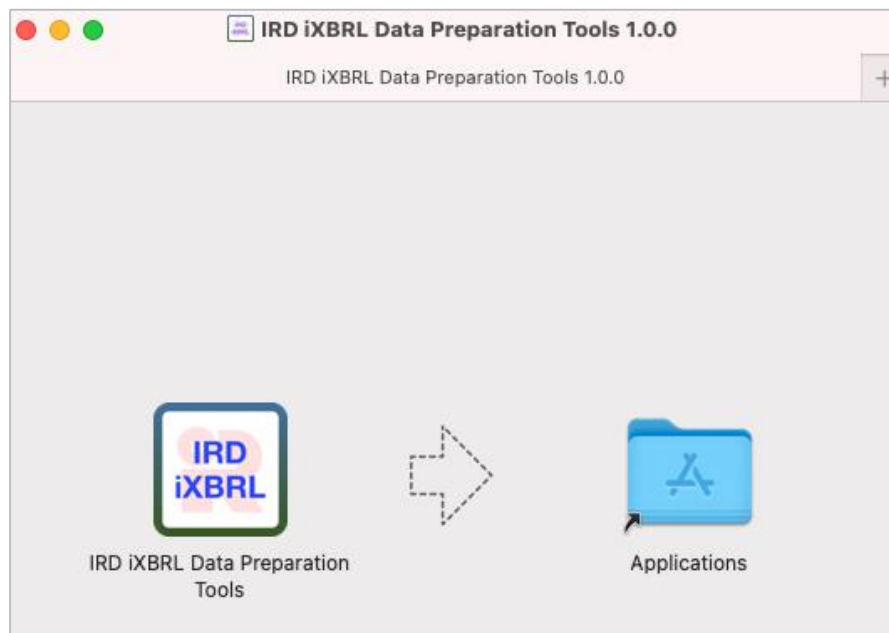 IRD iXBRL Data Preparation Tools 1.0.0
IRD iXBRL Data Preparation Tools 1.0.0
+
IRD
iXBRL
IRD iXBRL Data Preparation
Tools
Applications